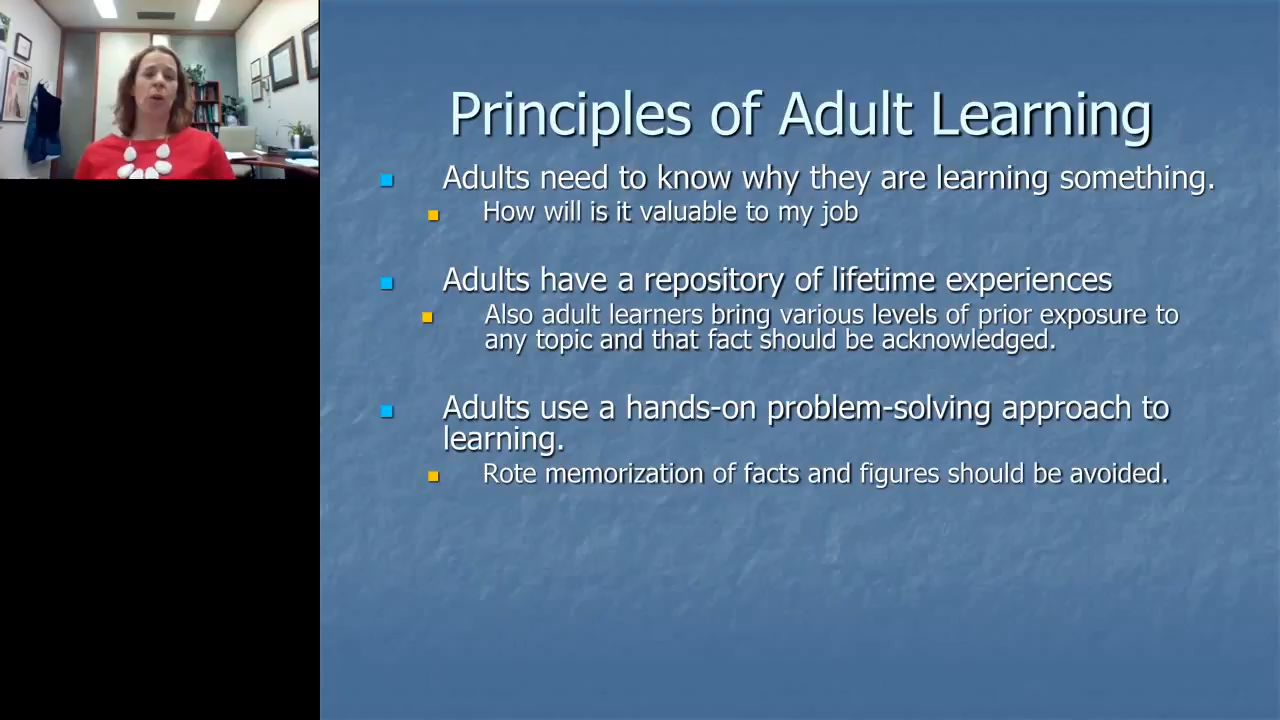 Principles of Adult Learning
Adults need to know why they are learning something.
How will is it valuable to my job
Adults have a repository of lifetime experiences
Also adult learners bring various levels of prior exposure to
any topic and that fact should be acknowledged.
Adults use a hands-on problem-solving approach to
learning.
Rote memorization of facts and figures should be avoided.